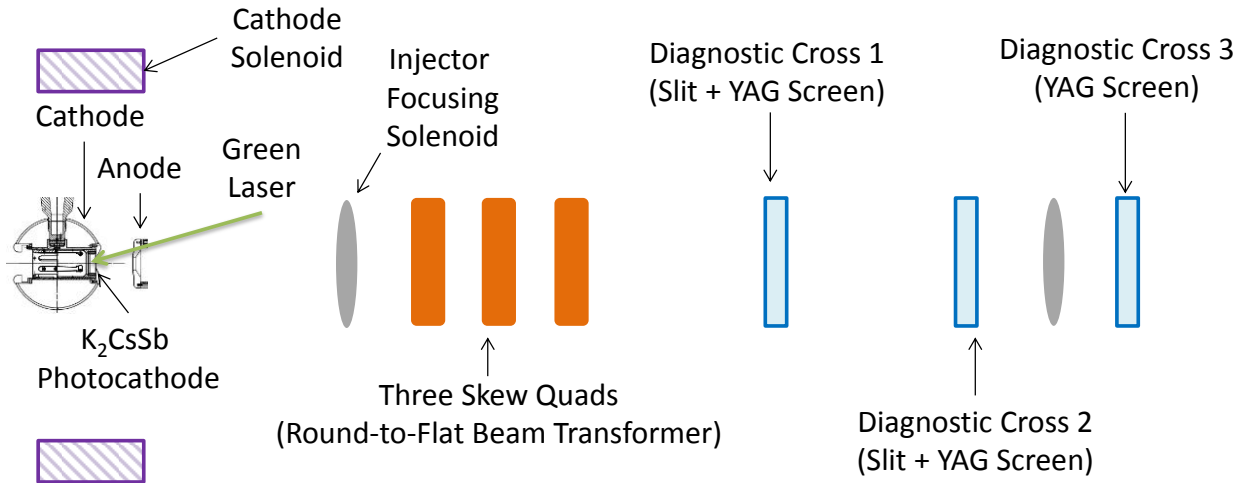 Cathode
Solenoid
Cathode
Anode
Green
Laser
K₂CsSb
Photocathode
Injector
Focusing
Solenoid
Three Skew Quads
(Round-to-Flat Beam Transformer)
Diagnostic Cross 1
(Slit + YAG Screen)
Diagnostic Cross 2
(Slit + YAG Screen)
Diagnostic Cross 3
(YAG Screen)